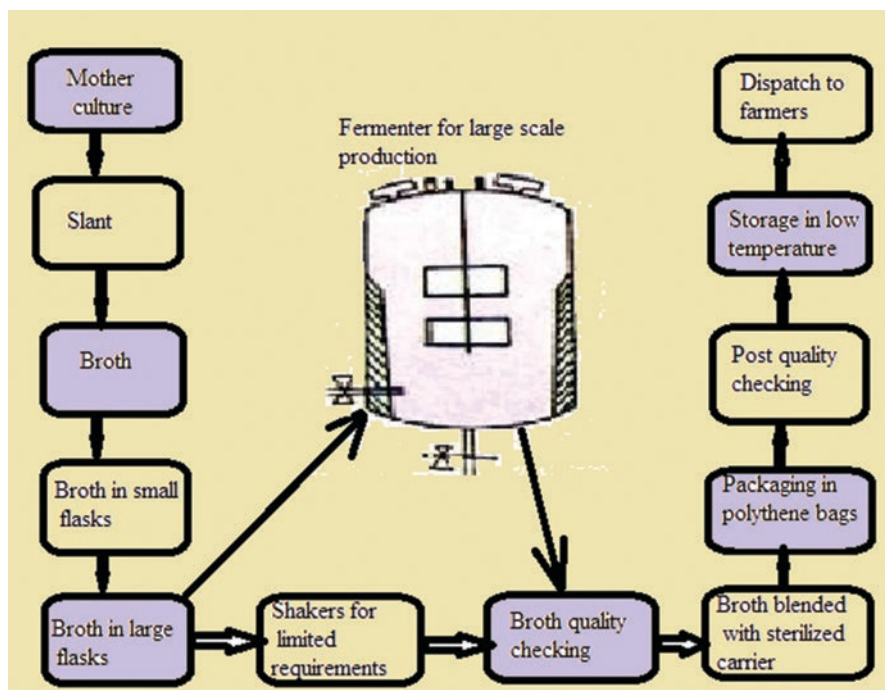 Mother
culture
Slant
Broth
Broth in small
flasks
Broth in large
flasks
Fermenter for large scale
production
Shakers for
limited
requirements
Broth quality
checking
Broth blended
with sterilized
carrier
Packaging in
polythene bags
Post quality
checking
Storage in low
temperature
Dispatch to
farmers